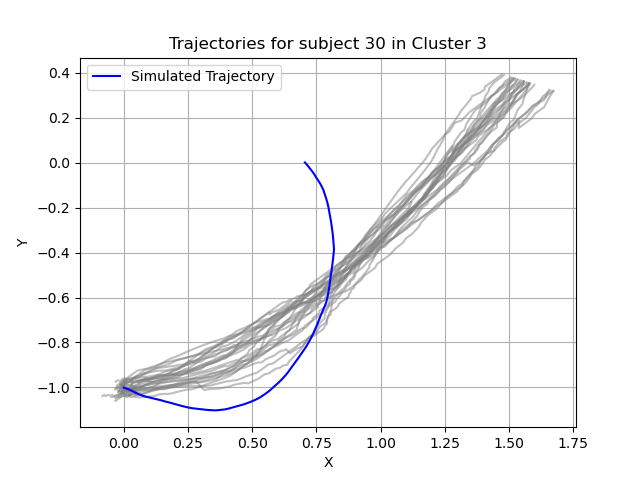 Trajectories for subject 30 in Cluster 3
Simulated Trajectory
0.4
0.2
0.0
−0.2
−0.4
−0.6
−0.8
−1.0
Y
0.00 0.25 0.50 0.75 1.00 1.25 1.50 1.75
X